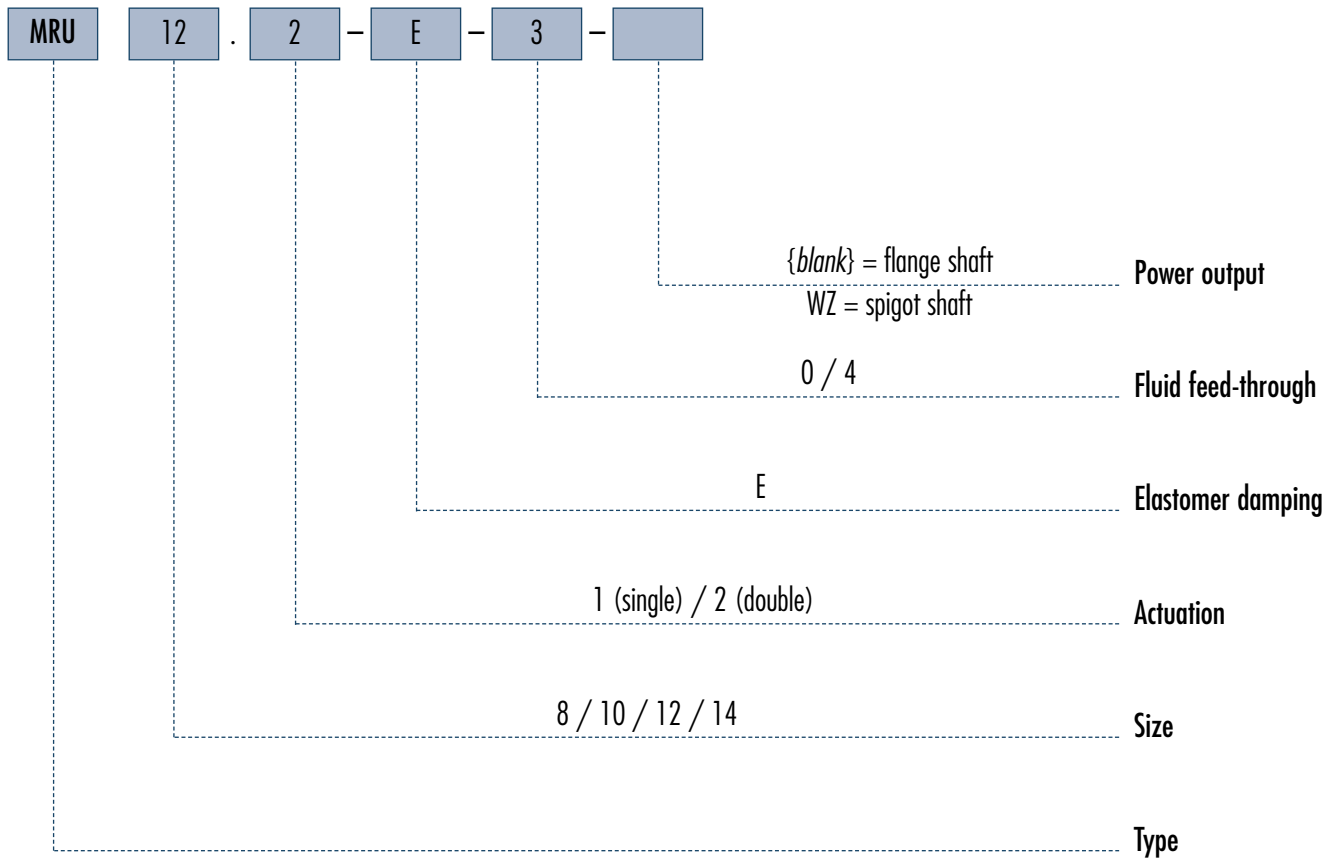 MRU 12 . 2 – E – 3 –
{blank} = flange shaft
Power output
WZ = spigot shaft
0 / 4
Fluid feed-through
E
Elastomer damping
1 (single) / 2 (double)
Actuation
8 / 10 / 12 / 14
Size
Type